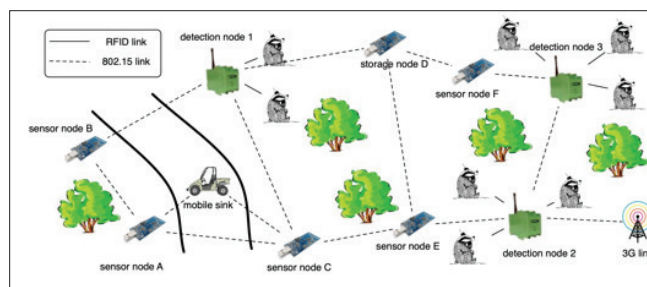 RFID link
802.15 link
detection node 1
storage node D
detection node 3
sensor node F
sensor node B
mobile sink
sensor node A
sensor node C
sensor node E
detection node 2
3G lin